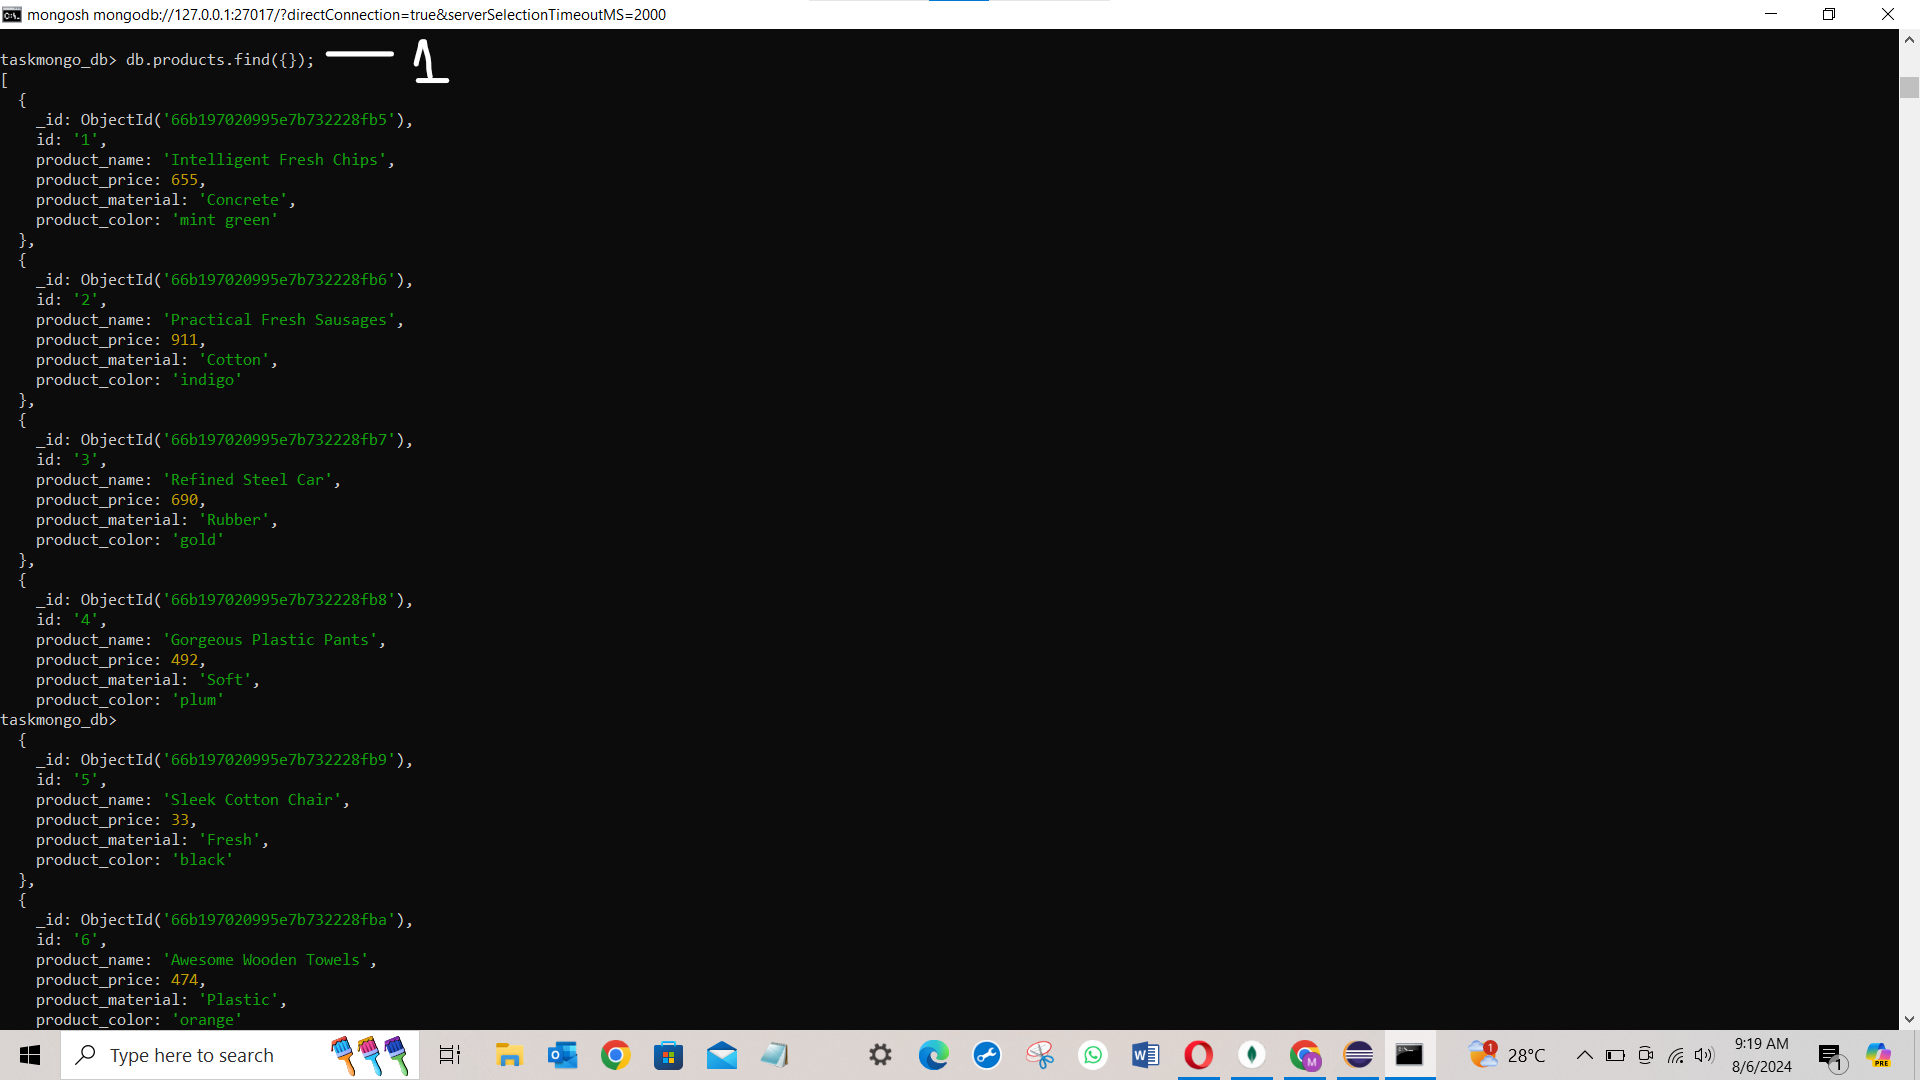 mongosh mongodb://127.0.0.1:27017/?directConnection=true&serverSelectionTimeoutMS=2000
taskmongo_db> db.products.find({}); 1
[
  {
    _id: ObjectId('66b197020995e7b732228fb5'),
    id: '1',
    product_name: 'Intelligent Fresh Chips',
    product_price: 655,
    product_material: 'Concrete',
    product_color: 'mint green'
  },
  {
    _id: ObjectId('66b197020995e7b732228fb6'),
    id: '2',
    product_name: 'Practical Fresh Sausages',
    product_price: 911,
    product_material: 'Cotton',
    product_color: 'indigo'
  },
  {
    _id: ObjectId('66b197020995e7b732228fb7'),
    id: '3',
    product_name: 'Refined Steel Car',
    product_price: 690,
    product_material: 'Rubber',
    product_color: 'gold'
  },
  {
    _id: ObjectId('66b197020995e7b732228fb8'),
    id: '4',
    product_name: 'Gorgeous Plastic Pants',
    product_price: 492,
    product_material: 'Soft',
    product_color: 'plum'
taskmongo_db>
  {
    _id: ObjectId('66b197020995e7b732228fb9'),
    id: '5',
    product_name: 'Sleek Cotton Chair',
    product_price: 33,
    product_material: 'Fresh',
    product_color: 'black'
  },
  {
    _id: ObjectId('66b197020995e7b732228fba'),
    id: '6',
    product_name: 'Awesome Wooden Towels',
    product_price: 474,
    product_material: 'Plastic',
    product_color: 'orange'
Type here to search
1
28°C
9:19 AM
8/6/2024
1
PRE